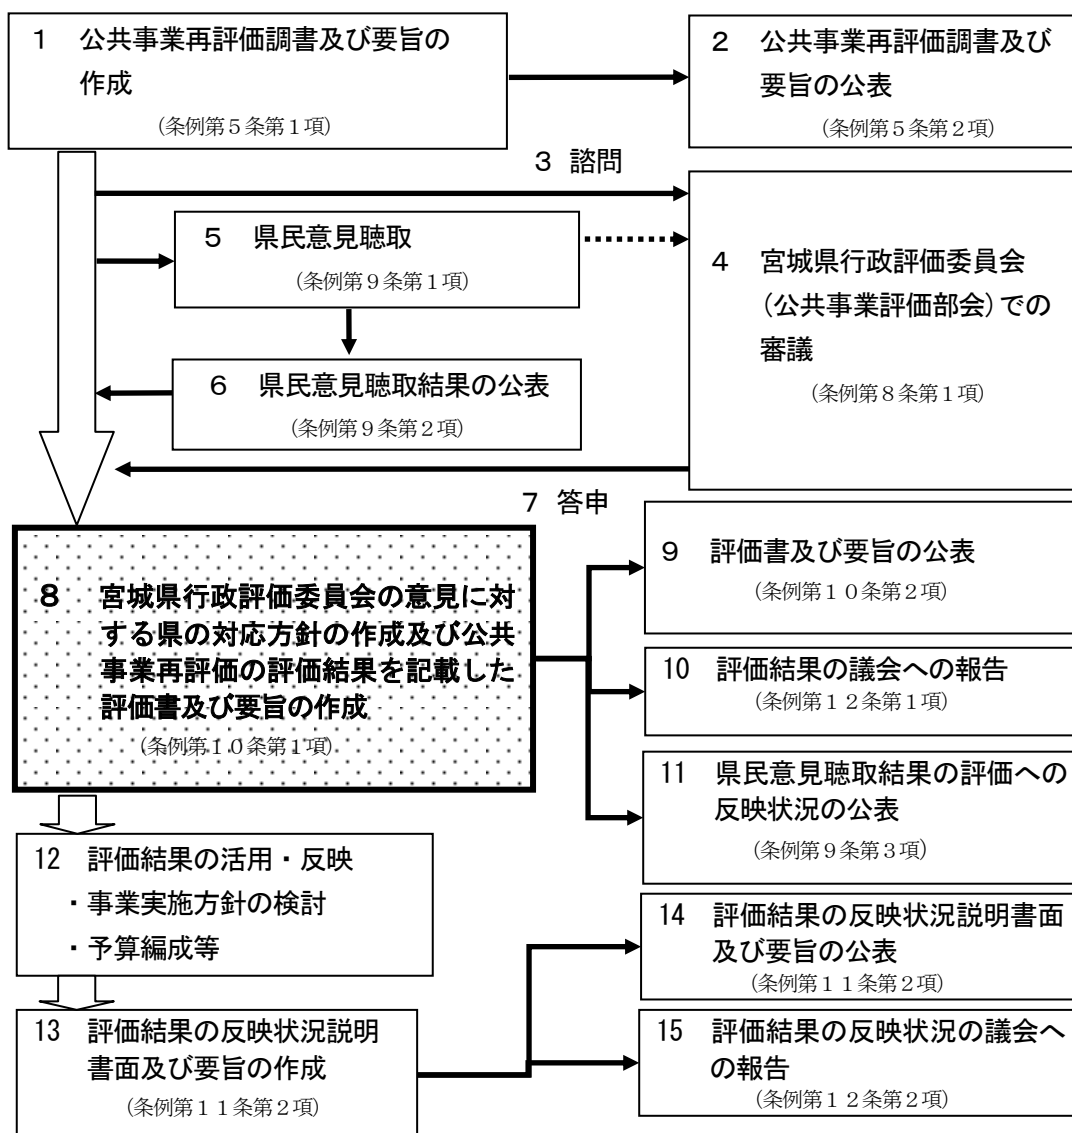 １　公共事業再評価調書及び要旨の
作成
（条例第５条第１項）
２　公共事業再評価調書及び
要旨の公表
（条例第５条第２項）
３ 諮問
４　宮城県行政評価委員会
（公共事業評価部会）での
審議
（条例第８条第１項）
５　県民意見聴取
（条例第９条第１項）
６　県民意見聴取結果の公表
（条例第９条第２項）
７ 答申
８　宮城県行政評価委員会の意見に対
する県の対応方針の作成及び公共
事業再評価の評価結果を記載した
評価書及び要旨の作成
（条例第１０条第１項）
９　評価書及び要旨の公表
（条例第１０条第２項）
10　評価結果の議会への報告
（条例第１２条第１項）
11　県民意見聴取結果の評価への
反映状況の公表
（条例第９条第３項）
12　評価結果の活用・反映
・事業実施方針の検討
・予算編成等
13　評価結果の反映状況説明
書面及び要旨の作成
（条例第１１条第２項）
14　評価結果の反映状況説明書面
及び要旨の公表
（条例第１１条第２項）
15　評価結果の反映状況の議会へ
の報告
（条例第１２条第２項）